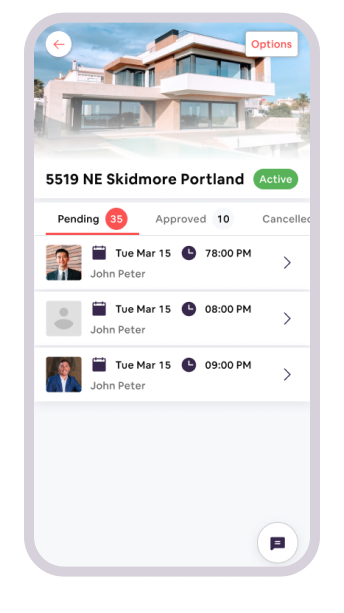 Options
5519 NE Skidmore Portland Active
Pending 35 Approved 10 Cancelled
Tue Mar 15 78:00 PM
John Peter
Tue Mar 15 08:00 PM
John Peter
Tue Mar 15 09:00 PM
John Peter